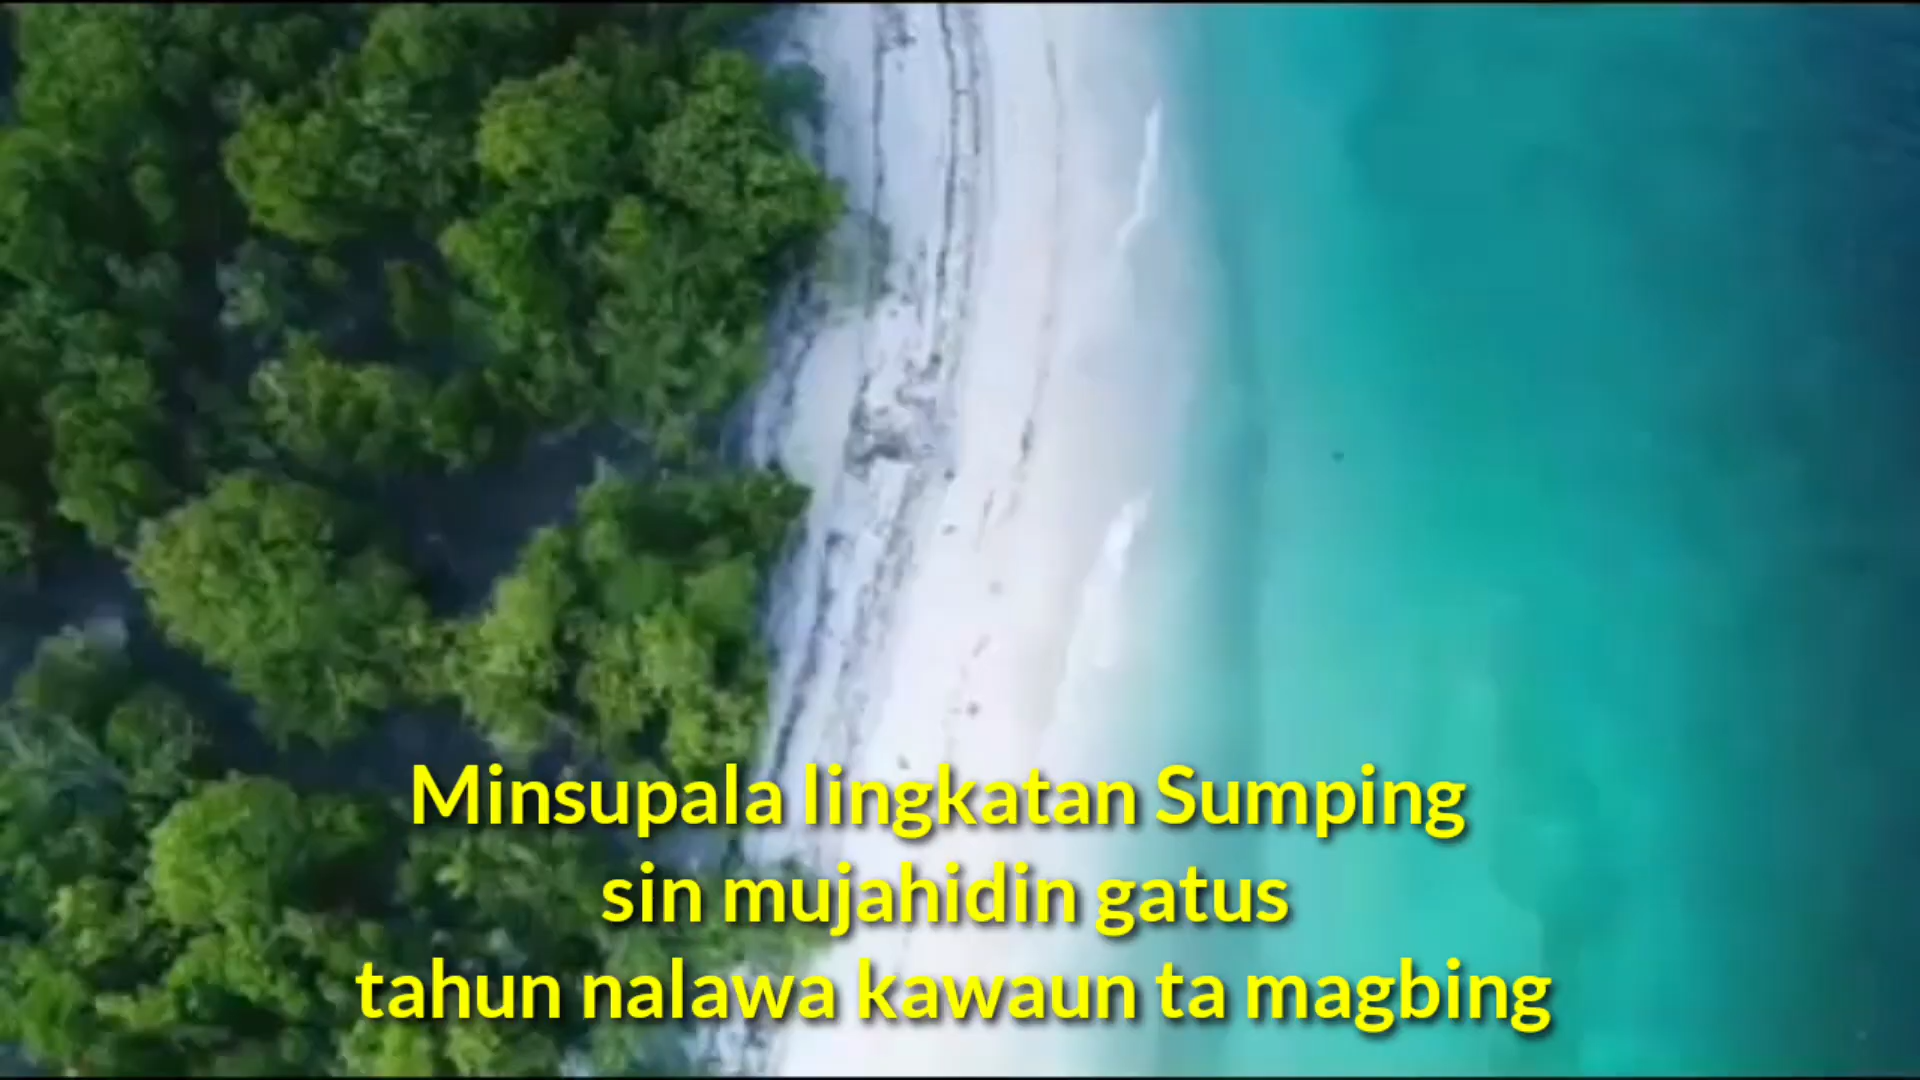 Minsupala lingkatan Sumping
sin mujahidin gatus
tahun nalawa kawaun ta magbing